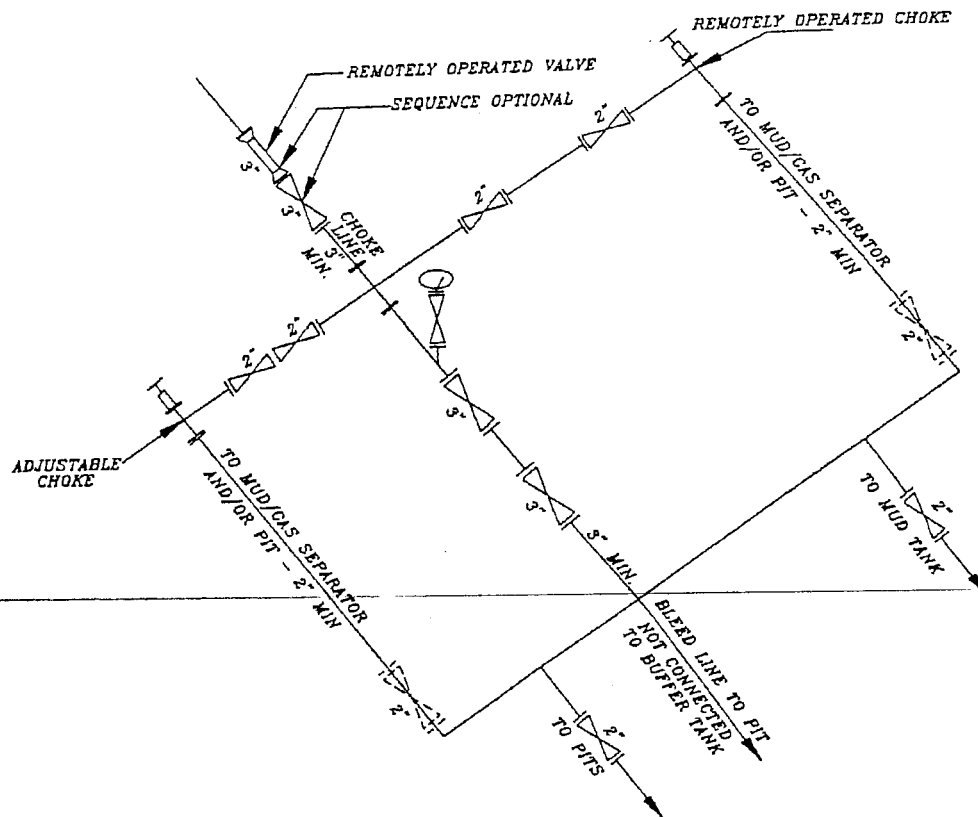 REMOTELY OPERATED CHOKE
REMOTELY OPERATED VALVE
SEQUENCE OPTIONAL
3"
3"
CHOKE
LINE
3"
MIN.
2"
2"
TO MUD/GAS SEPARATOR
AND/OR PIT - 2" MIN
2"
2"
2"
ADJUSTABLE
CHOKE
TO MUD/GAS SEPARATOR
AND/OR PIT - 2" MIN
2"
3"
3"
3" MIN.
2"
TO MUD TANK
BLEED LINE TO PIT
NOT CONNECTED
TO BUFFER TANK
2"
TO PITS